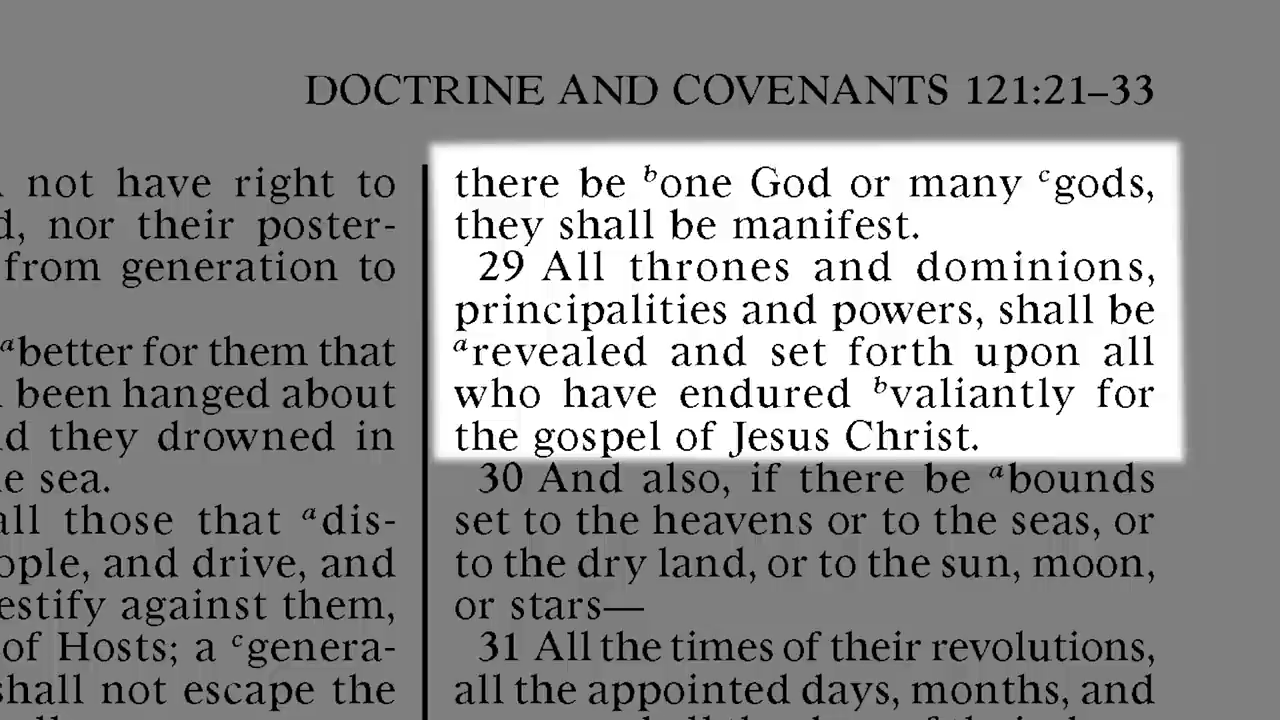 DOCTRINE AND COVENANTS 121:21–33
not have right to
nor their poster-
from generation to
ᵃbetter for them that
been hanged about
they drowned in
sea.
all those that ᵃdis-
and drive, and
against them,
of Hosts; a ᶜgenera-
shall not escape the
there be ᵇone God or many ᶜgods,
they shall be manifest.
29 All thrones and dominions,
principalities and powers, shall be
ᵃrevealed and set forth upon all
who have endured ᵇvaliantly for
the gospel of Jesus Christ.
30 And also, if there be ᵃbounds
set to the heavens or to the seas, or
to the dry land, or to the sun, moon,
or stars—
31 All the times of their revolutions,
all the appointed days, months, and